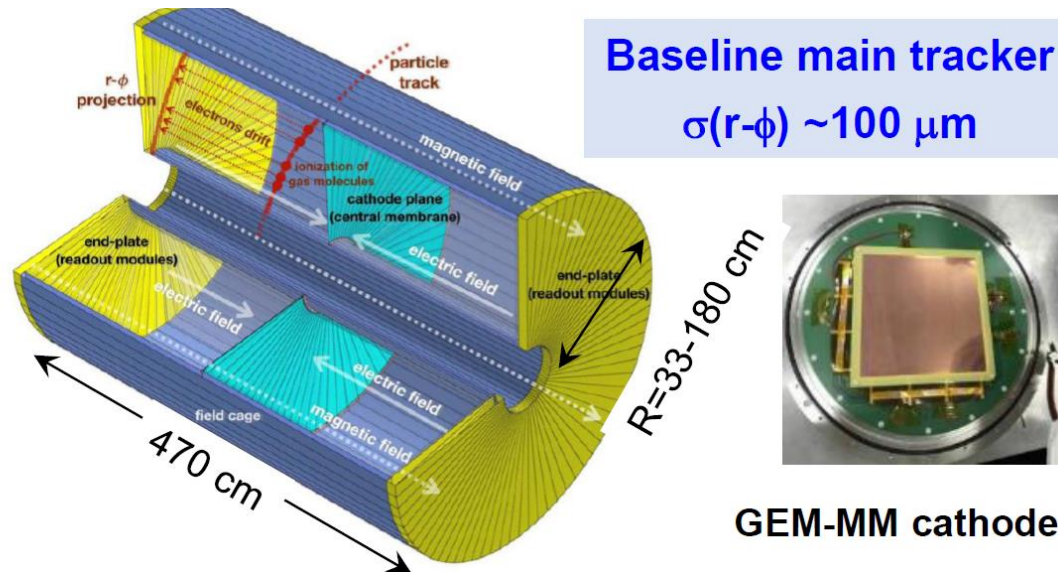 Baseline main tracker
σ(r-ϕ) ~100 μm
r-ϕ
projection
electrons drift
particle
track
ionization of
gas molecules
magnetic field
cathode plane
(central membrane)
electric field
end-plate
(readout modules)
electric field
end-plate
(readout modules)
electric field
magnetic field
field cage
470 cm
R=33-180 cm
GEM-MM cathode